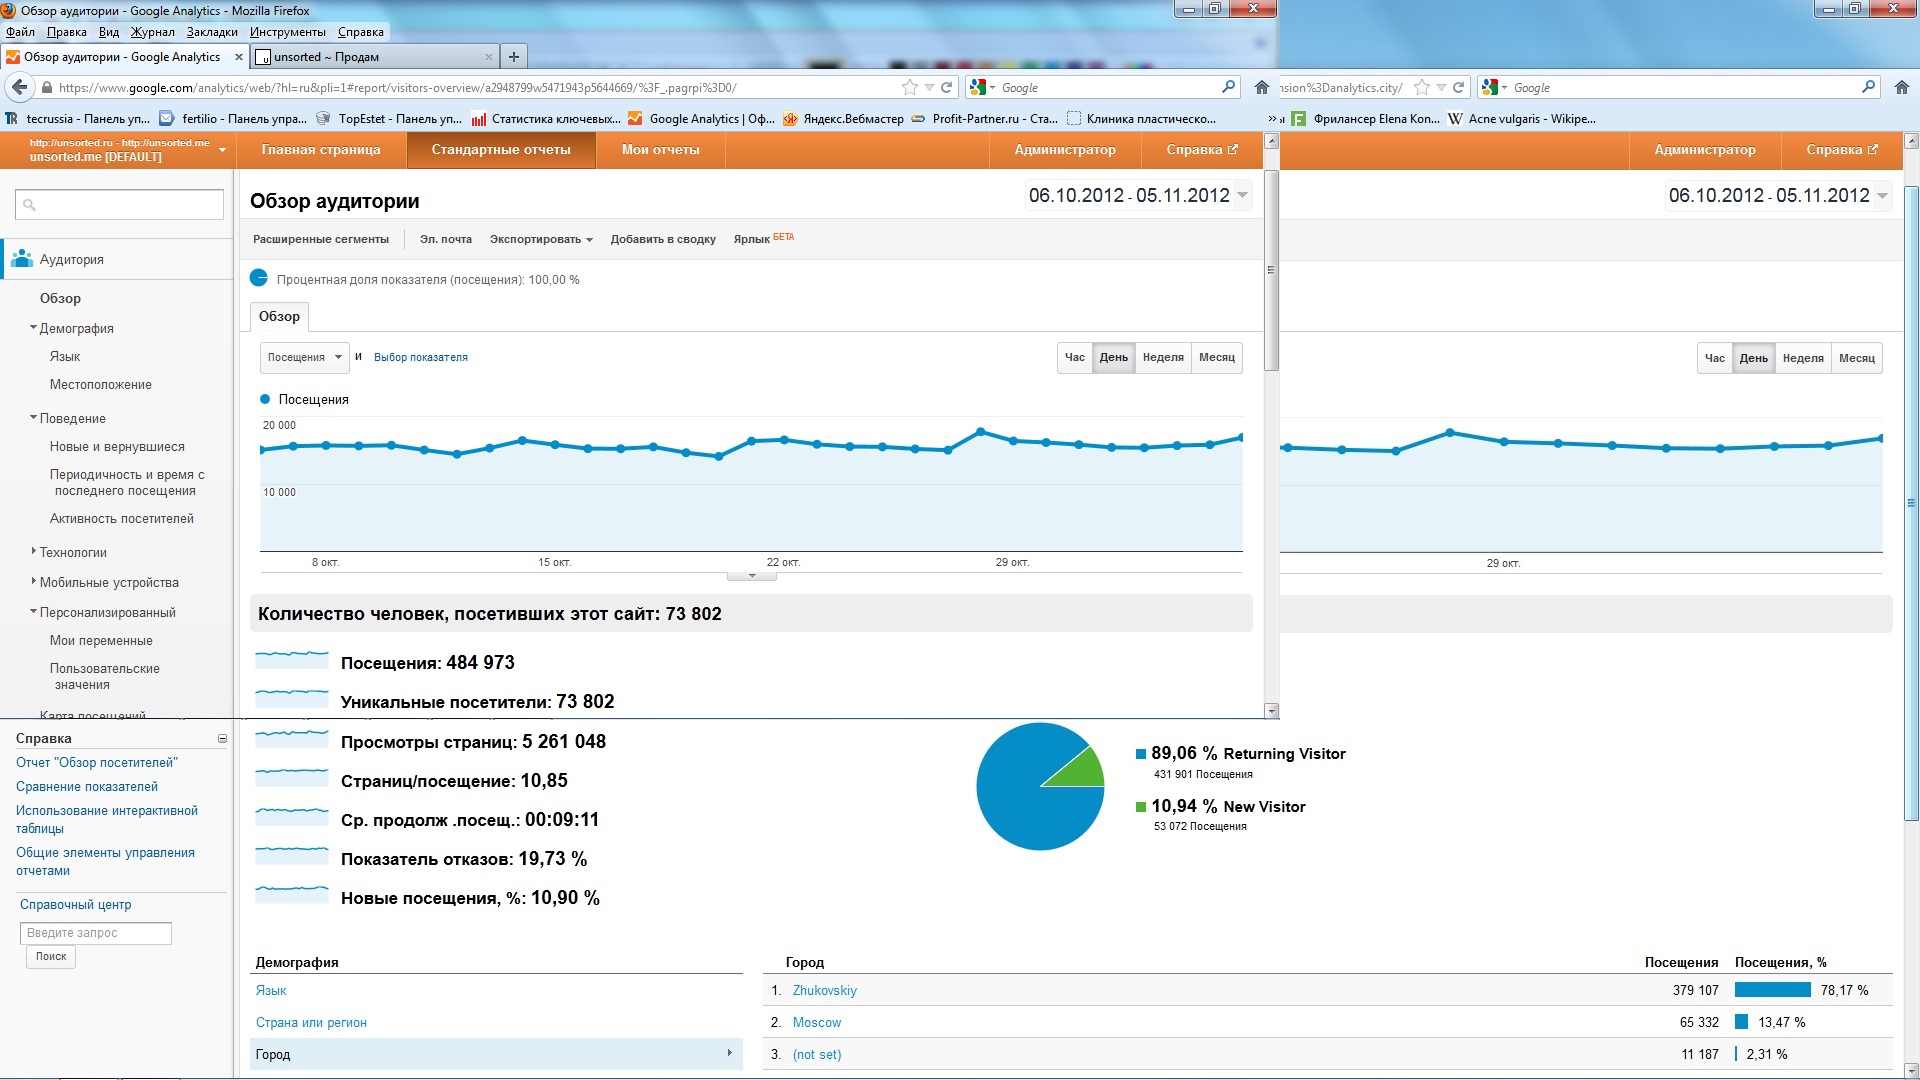 Обзор аудитории - Google Analytics - Mozilla Firefox
Файл Правка Вид Журнал Закладки Инструменты Справка
Обзор аудитории - Google Analytics
unsorted ~ Продам
https://www.google.com/analytics/web/?hl=ru&pli=1#report/visitors-overview/a2948799w5471943p5644669/%3F_.pagrpi%3D0/
Google
nsion%3Danalytics.city/
Google
tecrussia - Панель уп...
fertilio - Панель упра...
TopEstet - Панель уп...
Статистика ключевых...
Google Analytics | Оф...
Яндекс.Вебмастер
Profit-Partner.ru - Ста...
Клиника пластическо...
Фрилансер Elena Kon...
Acne vulgaris - Wikipe...
http://unsorted.ru - http://unsorted.me
unsorted.me [DEFAULT]
Главная страница
Стандартные отчеты
Мои отчеты
Администратор
Справка
Администратор
Справка
Обзор аудитории
06.10.2012 - 05.11.2012
06.10.2012 - 05.11.2012
Расширенные сегменты
Эл. почта
Экспортировать
Добавить в сводку
Ярлык БЕТА
Процентная доля показателя (посещения): 100,00 %
Обзор
Посещения
и
Выбор показателя
Час День Неделя Месяц
Час День Неделя Месяц
Посещения
20 000
10 000
8 окт.
15 окт.
22 окт.
29 окт.
29 окт.
Аудитория
Обзор
Демография
Язык
Местоположение
Поведение
Новые и вернувшиеся
Периодичность и время с
последнего посещения
Активность посетителей
Технологии
Мобильные устройства
Персонализированный
Мои переменные
Пользовательские
значения
Карта посещений
Справка
Отчет "Обзор посетителей"
Сравнение показателей
Использование интерактивной
таблицы
Общие элементы управления
отчетами
Справочный центр
Введите запрос
Поиск
Количество человек, посетивших этот сайт: 73 802
Посещения: 484 973
Уникальные посетители: 73 802
Просмотры страниц: 5 261 048
Страниц/посещение: 10,85
Ср. продолж .посещ.: 00:09:11
Показатель отказов: 19,73 %
Новые посещения, %: 10,90 %
89,06 % Returning Visitor
431 901 Посещения
10,94 % New Visitor
53 072 Посещения
Демография
Язык
Страна или регион
Город
Город Посещения Посещения, %
1. Zhukovskiy 379 107 78,17 %
2. Moscow 65 332 13,47 %
3. (not set) 11 187 2,31 %